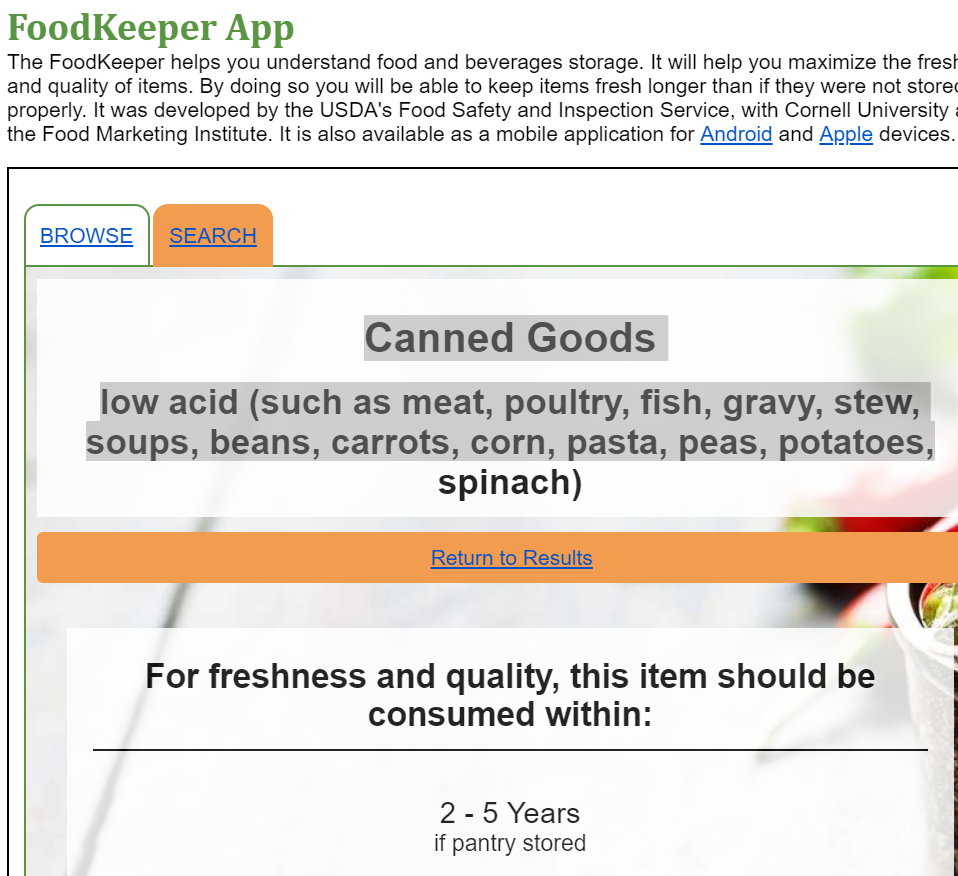 FoodKeeper App
The FoodKeeper helps you understand food and beverages storage. It will help you maximize the
and quality of items. By doing so you will be able to keep items fresh longer than if they were not
properly. It was developed by the USDA's Food Safety and Inspection Service, with Cornell University
the Food Marketing Institute. It is also available as a mobile application for Android and Apple devices.
BROWSE
SEARCH
Canned Goods
low acid (such as meat, poultry, fish, gravy, stew,
soups, beans, carrots, corn, pasta, peas, potatoes,
spinach)
Return to Results
For freshness and quality, this item should be
consumed within:
2 - 5 Years
if pantry stored